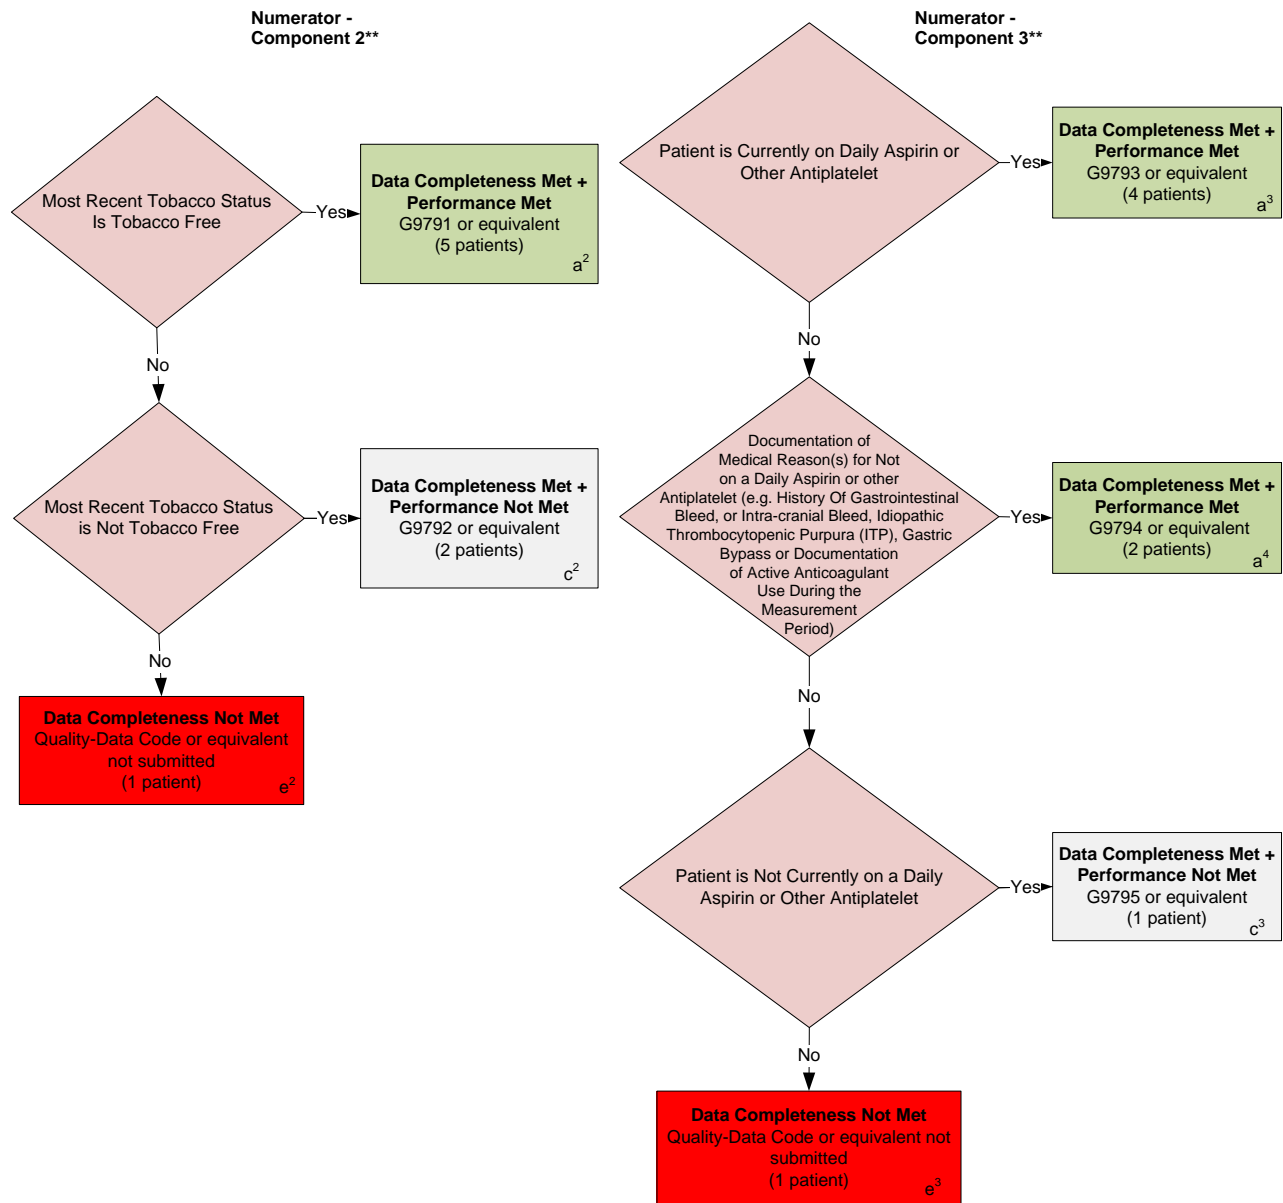 Numerator -
Component 2**
Most Recent Tobacco Status
Is Tobacco Free
Yes
Data Completeness Met +
Performance Met
G9791 or equivalent
(5 patients)
a²
No
Most Recent Tobacco Status
is Not Tobacco Free
Yes
Data Completeness Met +
Performance Not Met
G9792 or equivalent
(2 patients)
c²
No
Data Completeness Not Met
Quality-Data Code or equivalent
not submitted
(1 patient)
e²
Numerator -
Component 3**
Patient is Currently on Daily Aspirin or
Other Antiplatelet
Yes
Data Completeness Met +
Performance Met
G9793 or equivalent
(4 patients)
a³
No
Documentation of
Medical Reason(s) for Not
on a Daily Aspirin or other
Antiplatelet (e.g. History Of Gastrointestinal
Bleed, or Intra-cranial Bleed, Idiopathic
Thrombocytopenic Purpura (ITP), Gastric
Bypass or Documentation
of Active Anticoagulant
Use During the
Measurement
Period)
Yes
Data Completeness Met +
Performance Met
G9794 or equivalent
(2 patients)
a⁴
No
Patient is Not Currently on a Daily
Aspirin or Other Antiplatelet
Yes
Data Completeness Met +
Performance Not Met
G9795 or equivalent
(1 patient)
c³
No
Data Completeness Not Met
Quality-Data Code or equivalent not
submitted
(1 patient)
e³